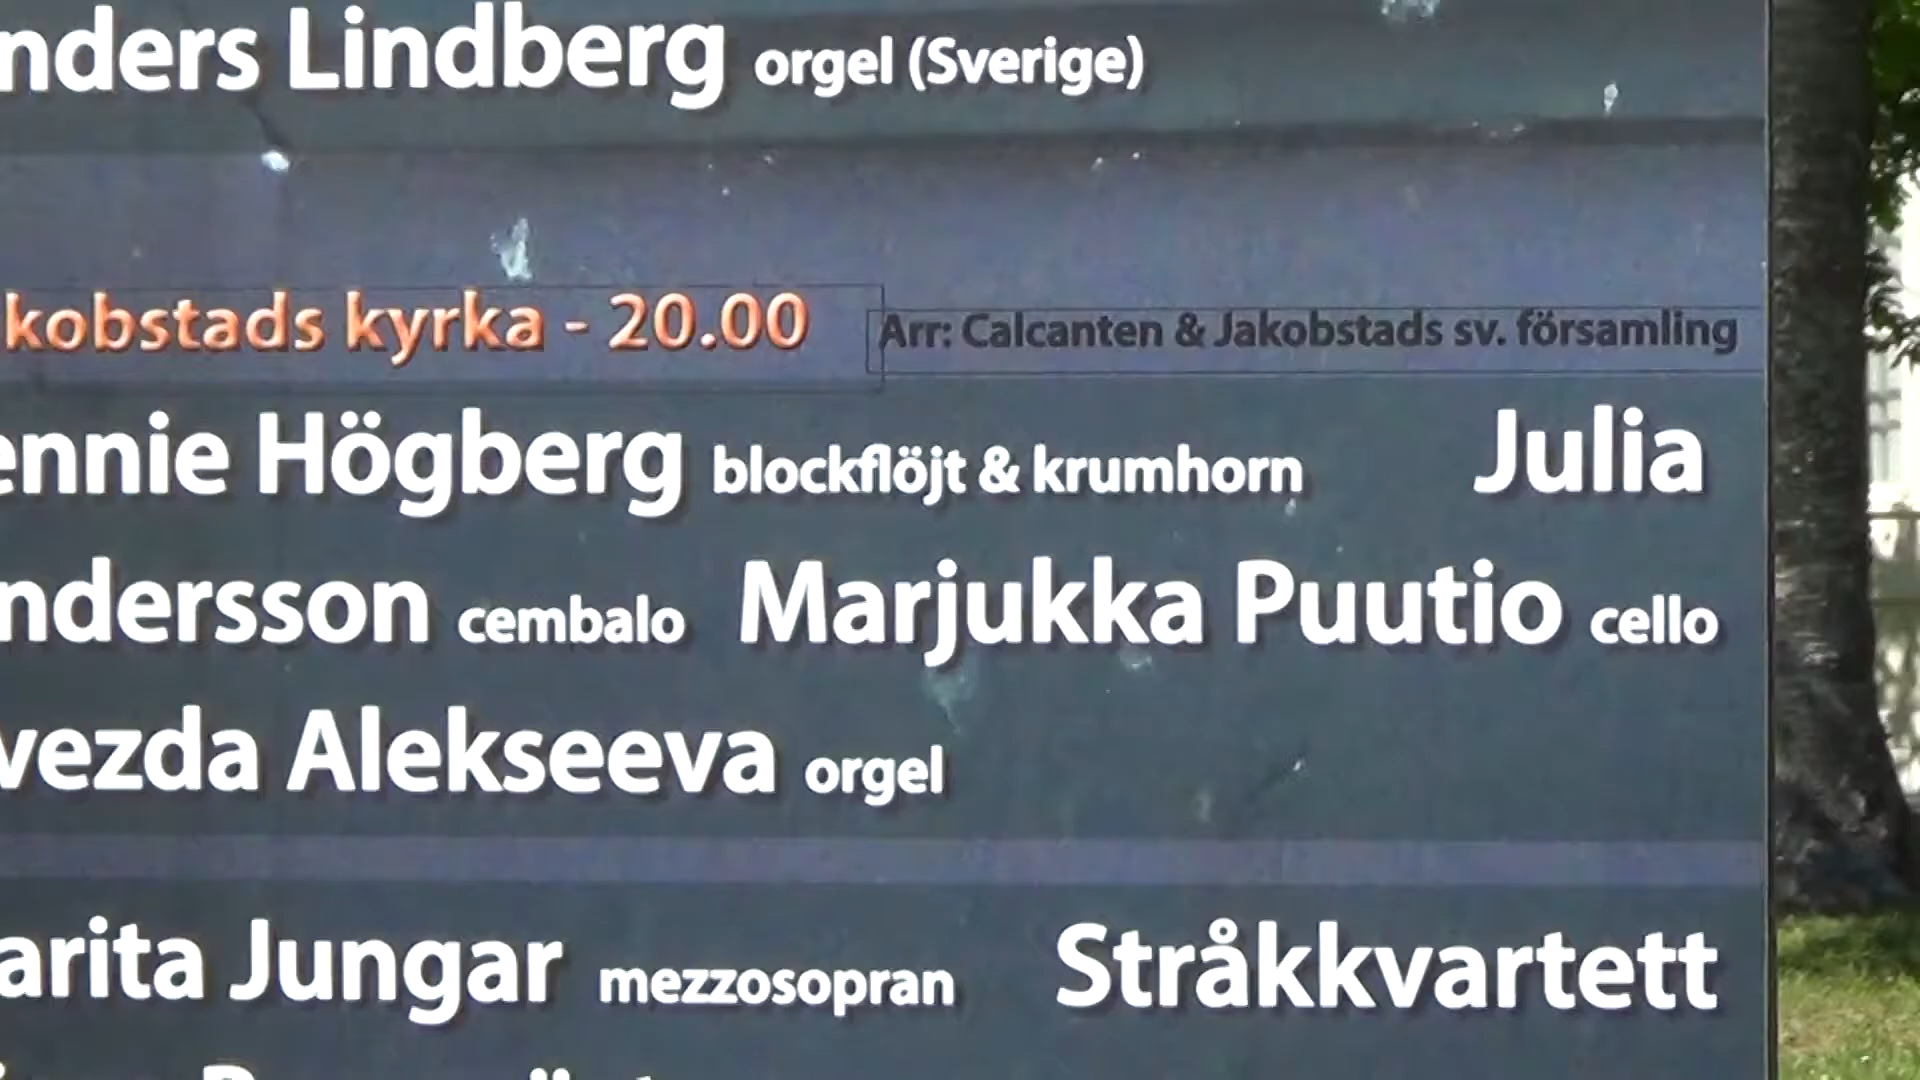 nders Lindberg orgel (Sverige)
kobstads kyrka - 20.00 Arr: Calcanten & Jakobstads sv. församling
ennie Högberg blockflöjt & krumhorn Julia
ndersson cembalo Marjukka Puutio cello
vezda Alekseeva orgel
arita Jungar mezzosopran Stråkkvartett